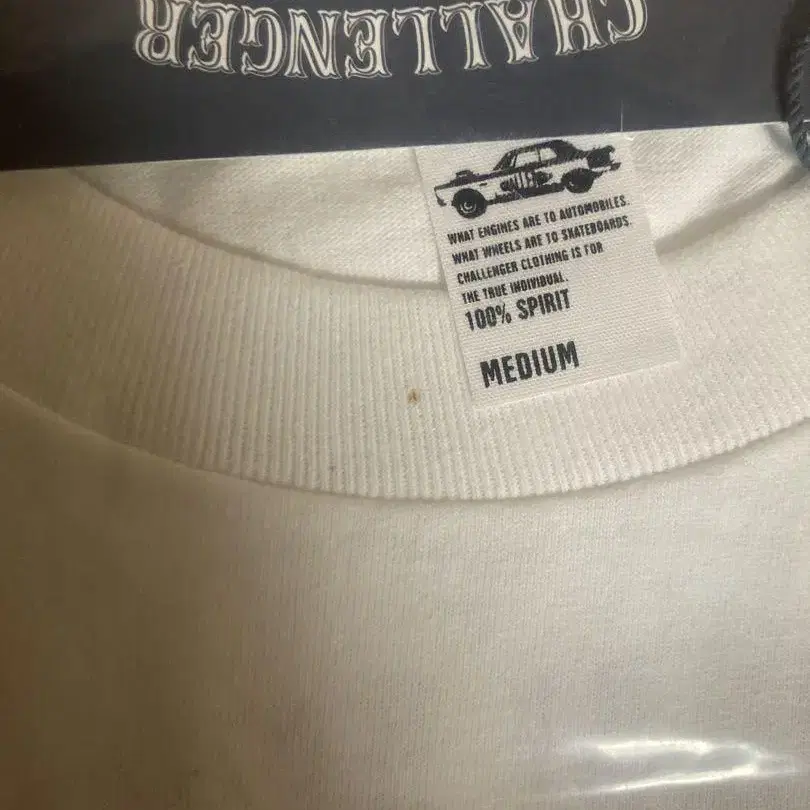 CHALLENGER
WHAT ENGINES ARE TO AUTOMOBILES.
WHAT WHEELS ARE TO SKATEBOARDS.
CHALLENGER CLOTHING IS FOR
THE TRUE INDIVIDUAL.
100% SPIRIT
MEDIUM